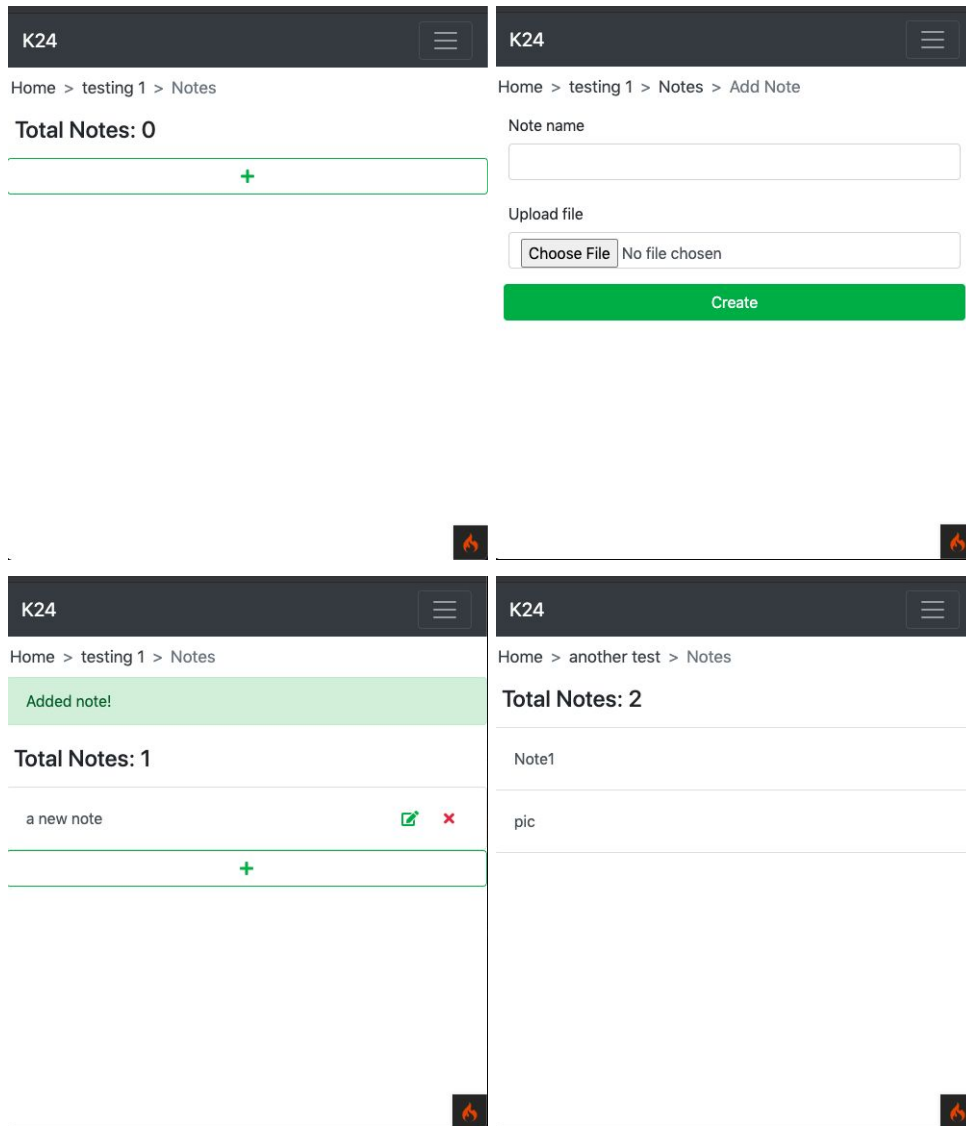 K24
Home > testing 1 > Notes
Total Notes: 0
+
K24
Home > testing 1 > Notes > Add Note
Note name
Upload file
Choose File No file chosen
Create
K24
Home > testing 1 > Notes
Added note!
Total Notes: 1
a new note
+
K24
Home > another test > Notes
Total Notes: 2
Note1
pic